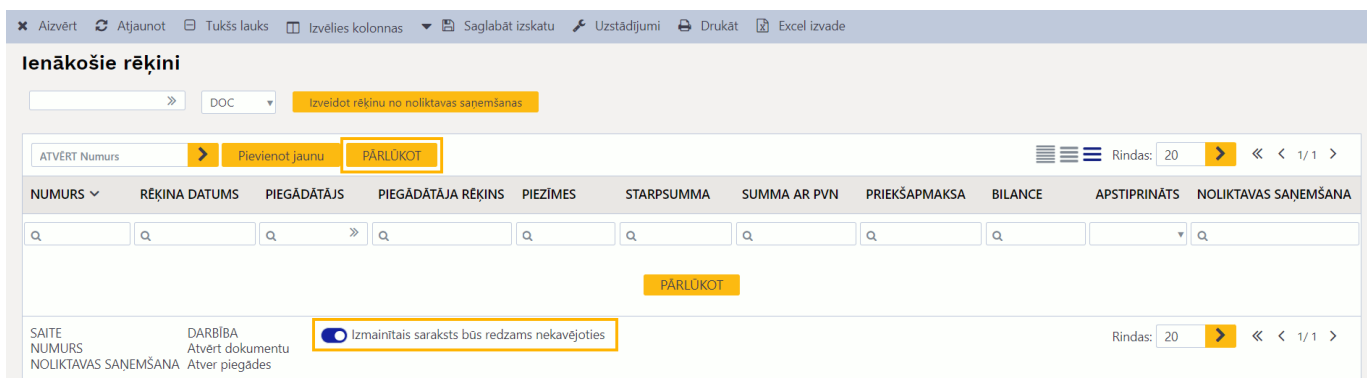 Aizvērt Atjaunot Tukšs lauks Izvēlies kolonnas Saglabāt izskatu Uzstādījumi Drukāt Excel izvade
Ienākošie rēķini
DOC Izveidot rēķinu no noliktavas saņemšanas
ATVĒRT Numurs Pievienot jaunu PĀRLŪKOT Rindas: 20 1/1
NUMURS RĒĶINA DATUMS PIEGĀDĀTĀJS PIEGĀDĀTĀJA RĒĶINS PIEZĪMES STARPSUMMA SUMMA AR PVN PRIEKŠAPMAKSA BILANCE APSTIPRINĀTS NOLIKTAVAS SAŅEMŠANA
PĀRLŪKOT
SAITE DARBĪBA Izmainītais saraksts būs redzams nekavējoties Rindas: 20 1/1
NUMURS Atvērt dokumentu
NOLIKTAVAS SAŅEMŠANA Atver piegādes